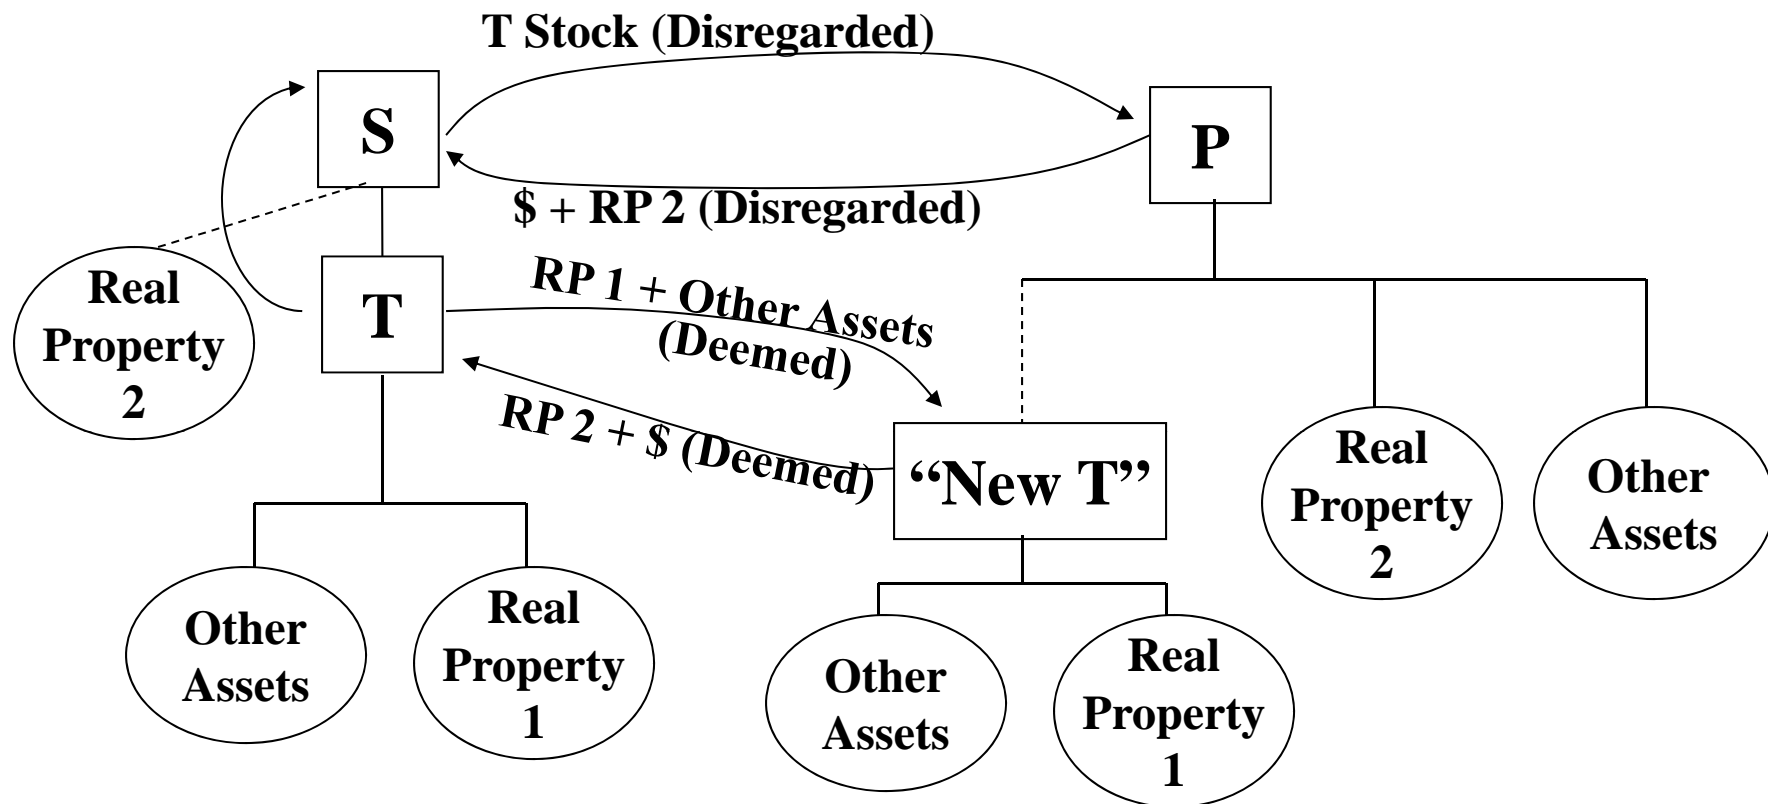 T Stock (Disregarded)
S
P
$ + RP 2 (Disregarded)
Real
Property
2
T
RP 1 + Other Assets
(Deemed)
RP 2 + $ (Deemed)
“New T”
Real
Property
2
Other
Assets
Other
Assets
Real
Property
1
Other
Assets
Real
Property
1